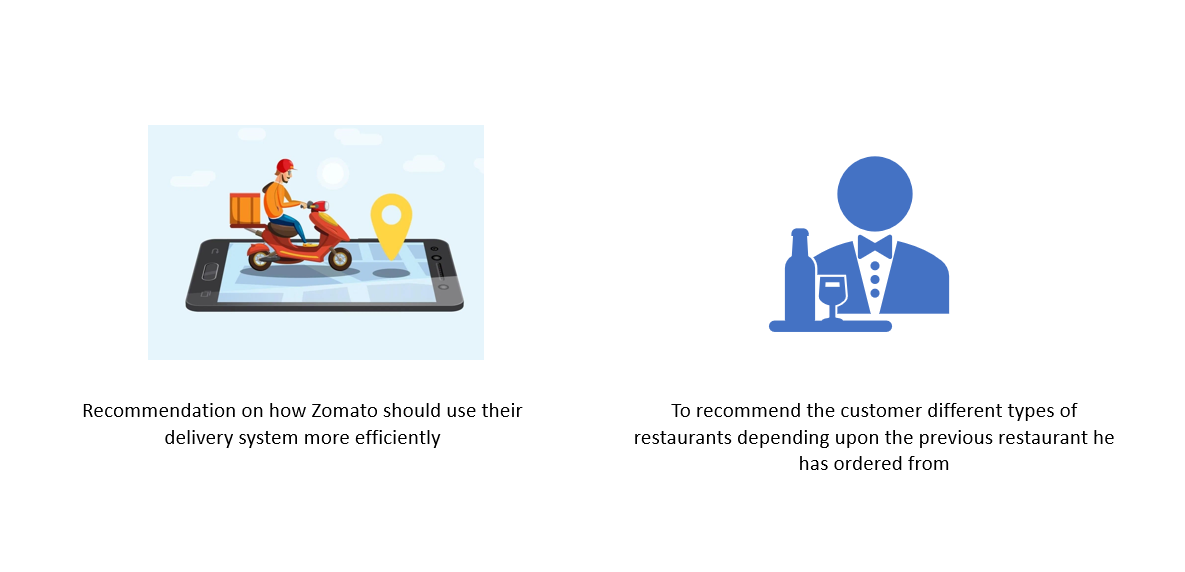 Recommendation on how Zomato should use their
delivery system more efficiently
To recommend the customer different types of
restaurants depending upon the previous restaurant he
has ordered from